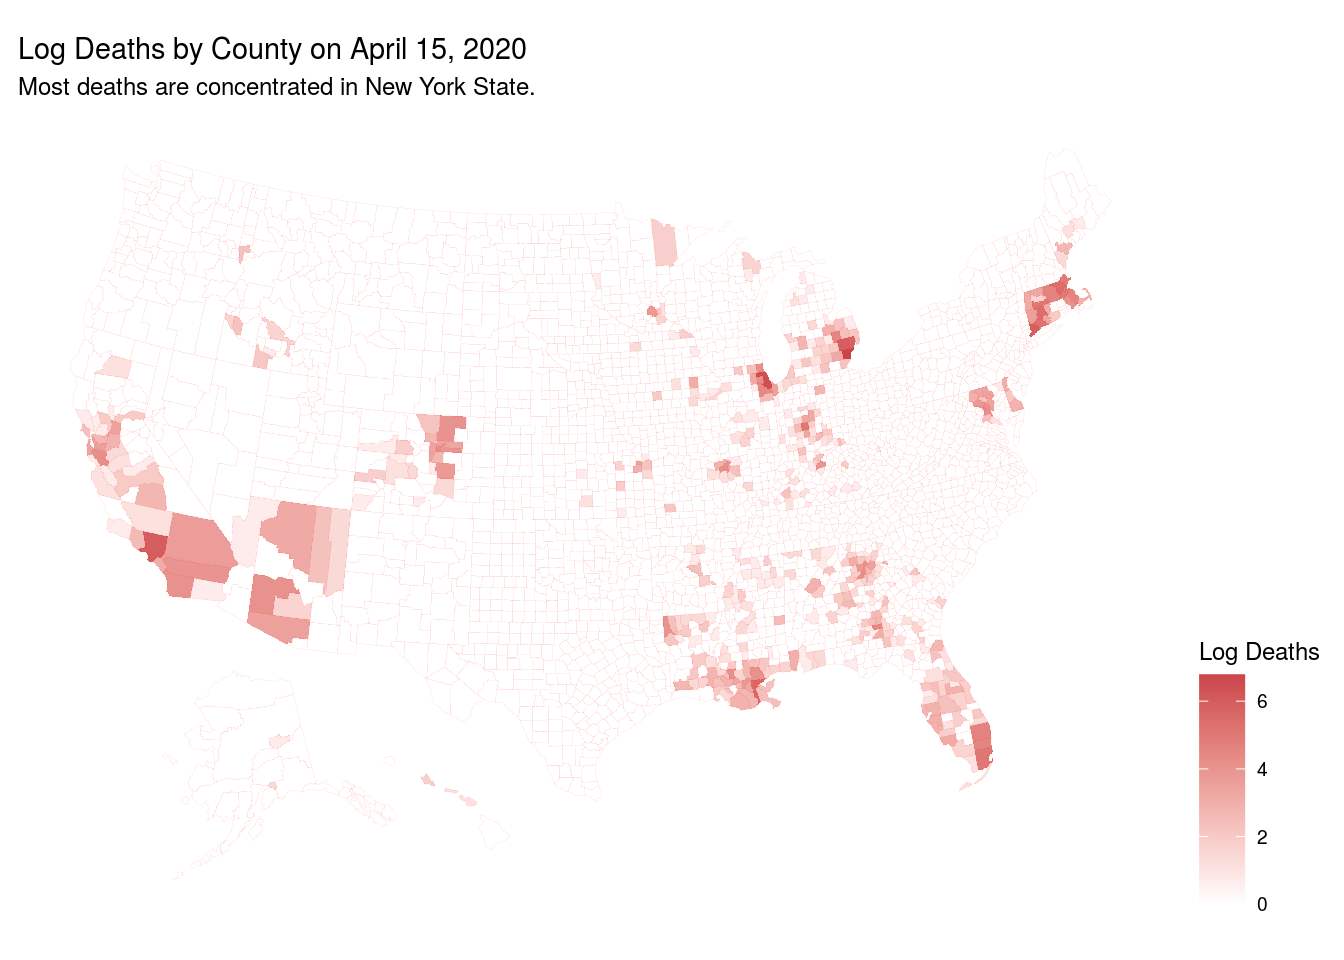 Log Deaths by County on April 15, 2020
Most deaths are concentrated in New York State.
Log Deaths
6
4
2
0